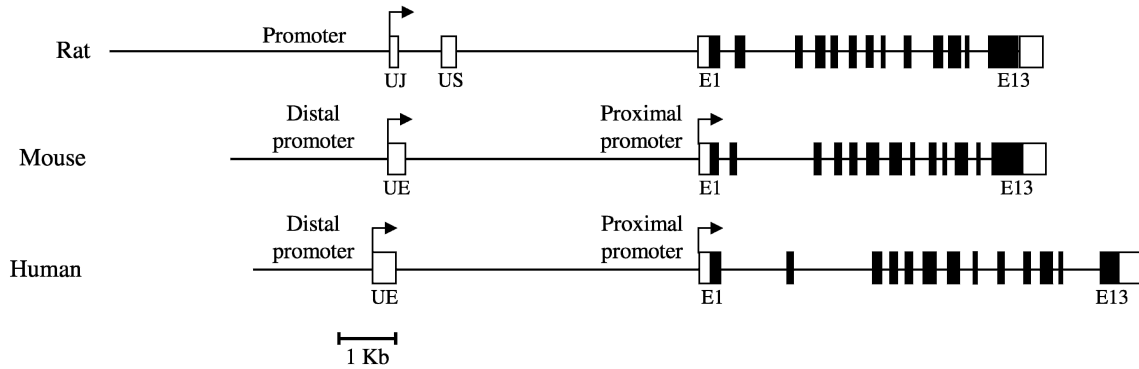 Promoter
Rat
UJ
US
E1
E13
Distal
promoter
Proximal
promoter
Mouse
UE
E1
E13
Distal
promoter
Proximal
promoter
Human
UE
E1
E13
1 Kb